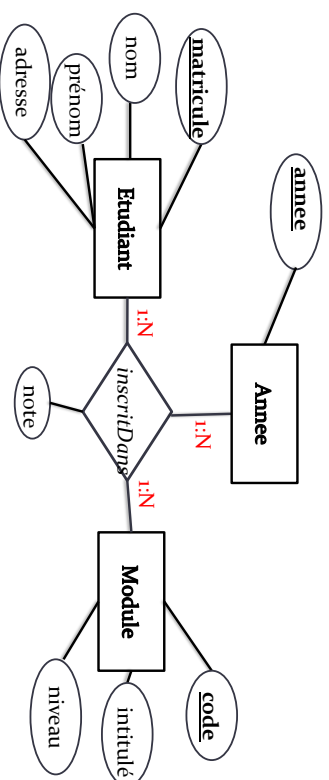 matricule
nom
prénom
adresse
annee
Etudiant
1:N
inscritDans
note
1:N
Annee
1:N
Module
code
intitulé
niveau